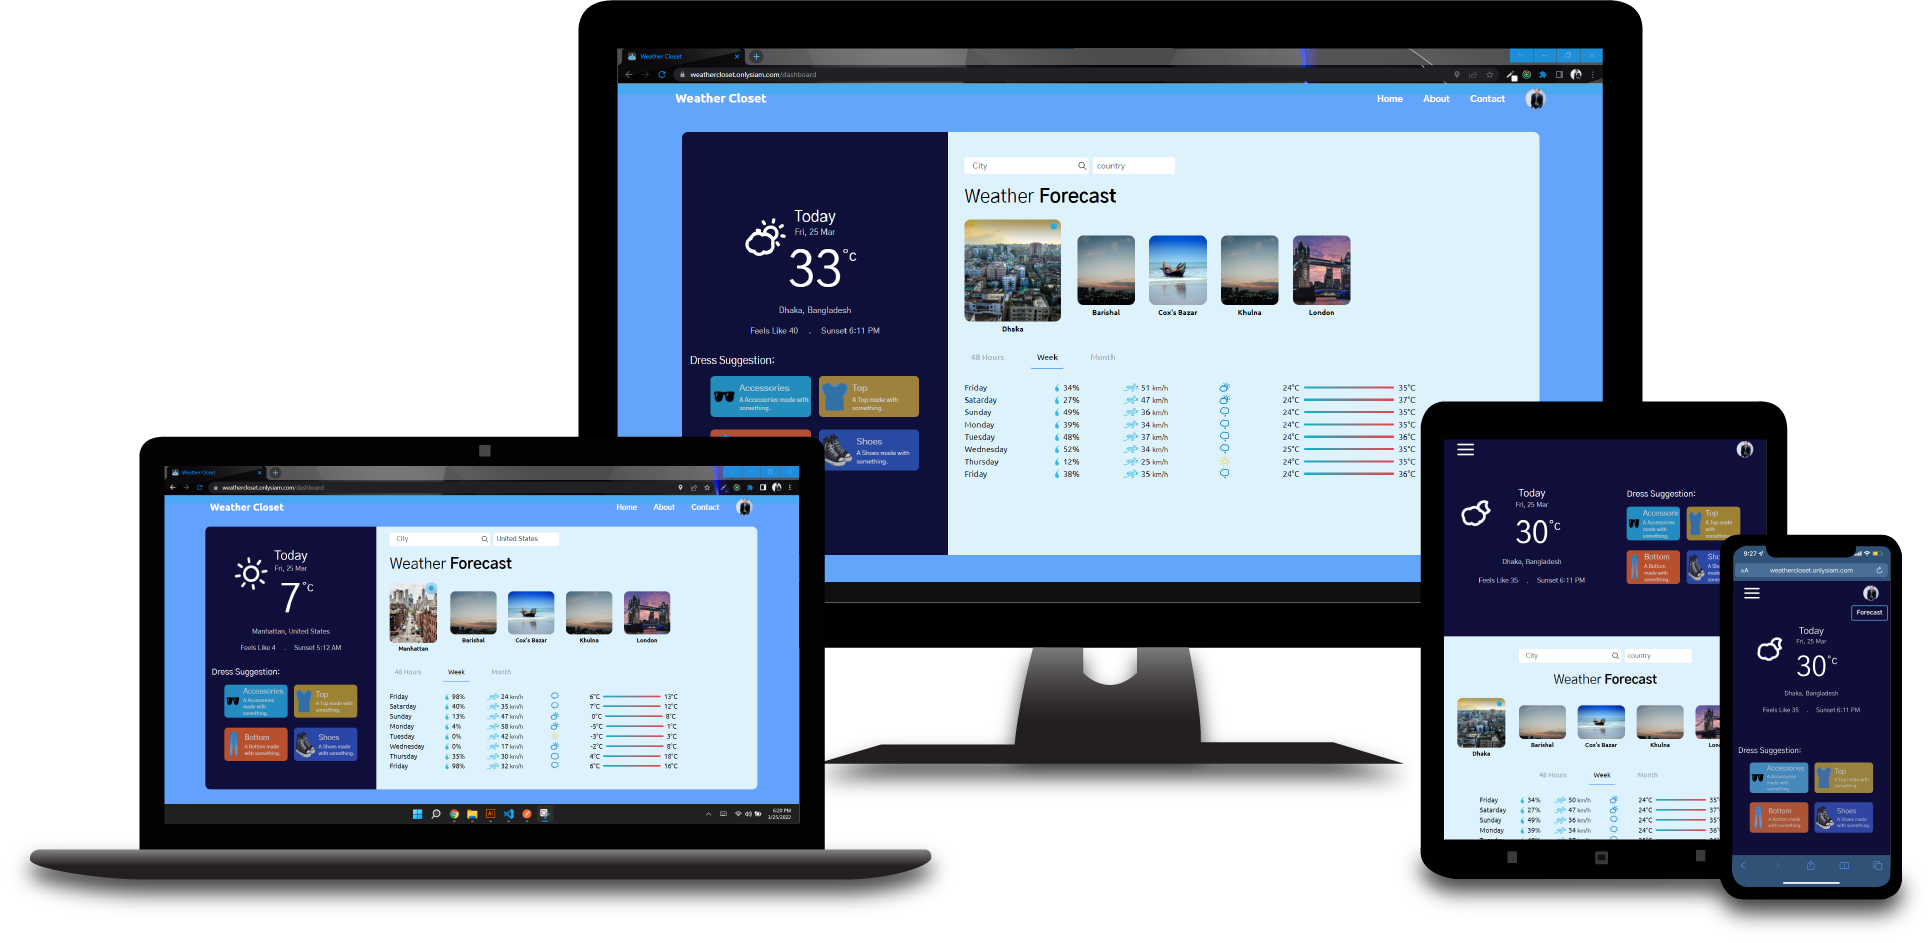 Weather Closet
weathercloset.onlysiam.com/dashboard
Weather Closet
Home About Contact
City country
Weather Forecast
Today
Fri, 25 Mar
33°c
Dhaka, Bangladesh
Feels Like 40 . Sunset 6:11 PM
Dhaka Barishal Cox's Bazar Khulna London
Dress Suggestion:
Accessories
A Accessories made with
something.
Top
A Top made with
something.
Shoes
A Shoes made with
something.
48 Hours Week Month
Friday 34% 51 km/h 24°C 35°C
Satarday 27% 47 km/h 24°C 37°C
Sunday 49% 36 km/h 24°C 35°C
Monday 39% 34 km/h 24°C 35°C
Tuesday 48% 37 km/h 24°C 36°C
Wednesday 52% 34 km/h 25°C 35°C
Thursday 12% 25 km/h 24°C 35°C
Friday 38% 35 km/h 24°C 36°C
Weather Closet
weathercloset.onlysiam.com/dashboard
Weather Closet
Home About Contact
City United States
Weather Forecast
Today
Fri, 25 Mar
7°c
Manhattan, United States
Feels Like 4 . Sunset 5:12 AM
Manhattan Barishal Cox's Bazar Khulna London
Dress Suggestion:
Accessories
A Accessories
made with
something.
Top
A Top made
with something.
Bottom
A Bottom made
with something.
Shoes
A Shoes made
with something.
48 Hours Week Month
Friday 98% 24 km/h 6°C 13°C
Satarday 40% 35 km/h 7°C 12°C
Sunday 13% 47 km/h 0°C 8°C
Monday 4% 58 km/h -5°C 1°C
Tuesday 0% 42 km/h -3°C 3°C
Wednesday 0% 17 km/h -2°C 8°C
Thursday 35% 30 km/h 4°C 18°C
Friday 98% 32 km/h 6°C 16°C
Ai
6:20 PM
3/25/2022
Today
Fri, 25 Mar
30°c
Dhaka, Bangladesh
Feels Like 35 . Sunset 6:11 PM
Dress Suggestion:
Accessori
A Accessories
made with
something.
Top
A Top made
with
Bottom
A Bottom
made with
something.
Sho
A Sh
made
City country
Weather Forecast
Dhaka Barishal Cox's Bazar Khulna Lon
48 Hours Week Month
Friday 34% 50 km/h 24°C 35°
Satarday 27% 47 km/h 24°C 37°
Sunday 49% 36 km/h 24°C 35°
Monday 39% 34 km/h 24°C 36°
9:27
AA weathercloset.onlysiam.com
Forecast
Today
Fri, 25 Mar
30°c
Dhaka, Bangladesh
Feels Like 35 . Sunset 6:11 PM
Dress Suggestion:
Accessories
A Accessories
made with
something.
Top
A Top made with
something.
Bottom
A Bottom made
with something.
Shoes
A Shoes made
with something.